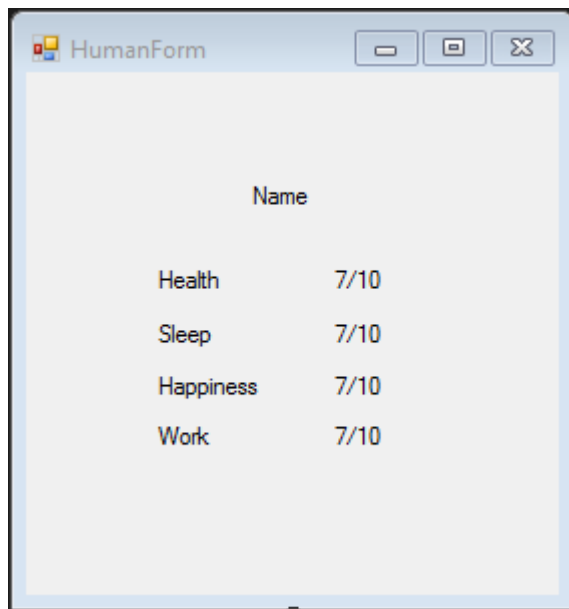 HumanForm
Name
Health 7/10
Sleep 7/10
Happiness 7/10
Work 7/10